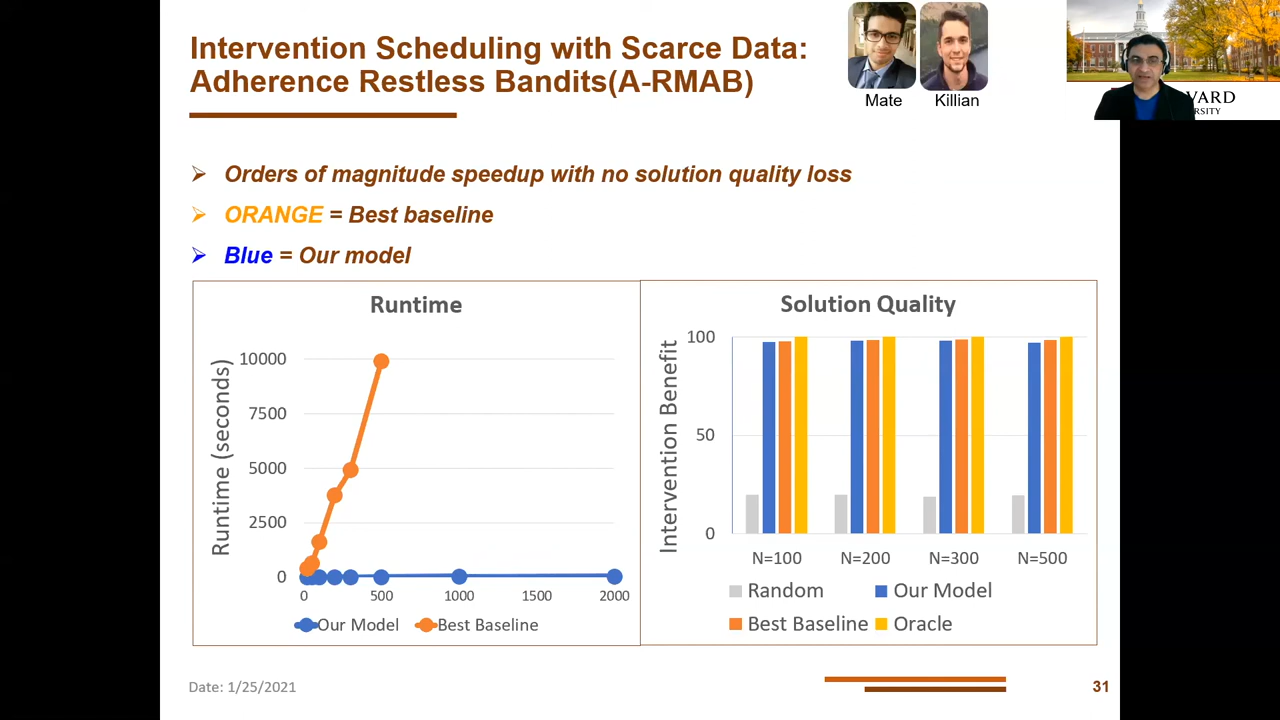 Intervention Scheduling with Scarce Data:
Adherence Restless Bandits(A-RMAB)
Mate
Killian
VARD
RSITY
Orders of magnitude speedup with no solution quality loss
ORANGE = Best baseline
Blue = Our model
Runtime
Runtime (seconds)
10000
7500
5000
2500
0
0 500 1000 1500 2000
Our Model Best Baseline
Solution Quality
Intervention Benefit
100
50
0
N=100 N=200 N=300 N=500
Random Our Model
Best Baseline Oracle
Date: 1/25/2021
31